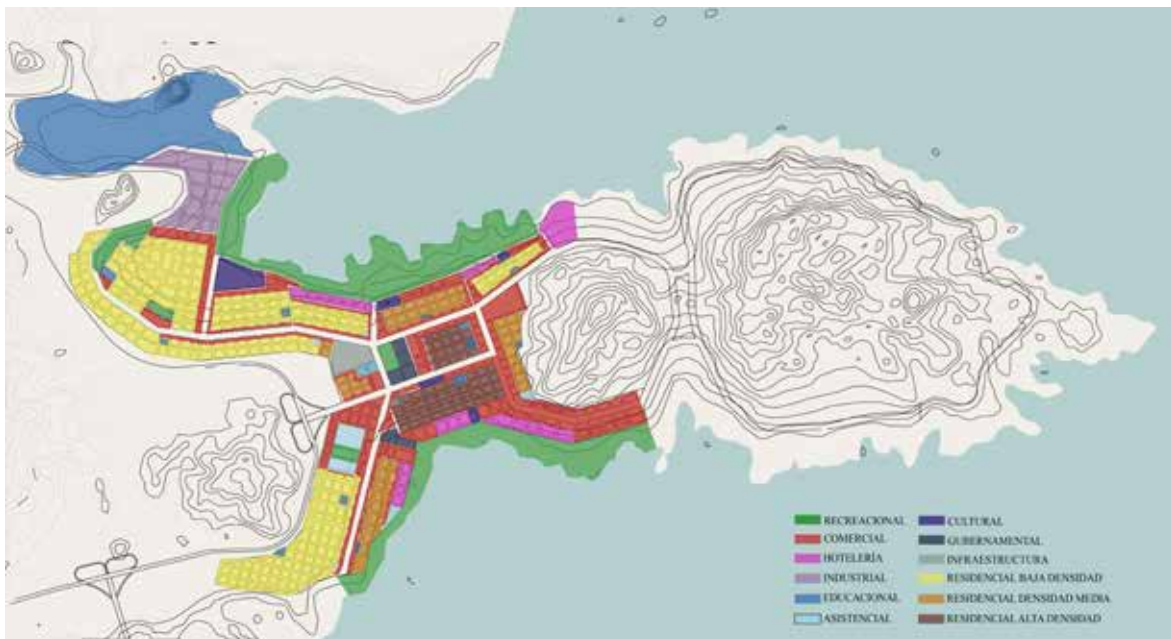 RECREACIONAL
COMERCIAL
HOTELERÍA
INDUSTRIAL
EDUCACIONAL
ASISTENCIAL
CULTURAL
GUBERNAMENTAL
INFRAESTRUCTURA
RESIDENCIAL BAJA DENSIDAD
RESIDENCIAL DENSIDAD MEDIA
RESIDENCIAL ALTA DENSIDAD